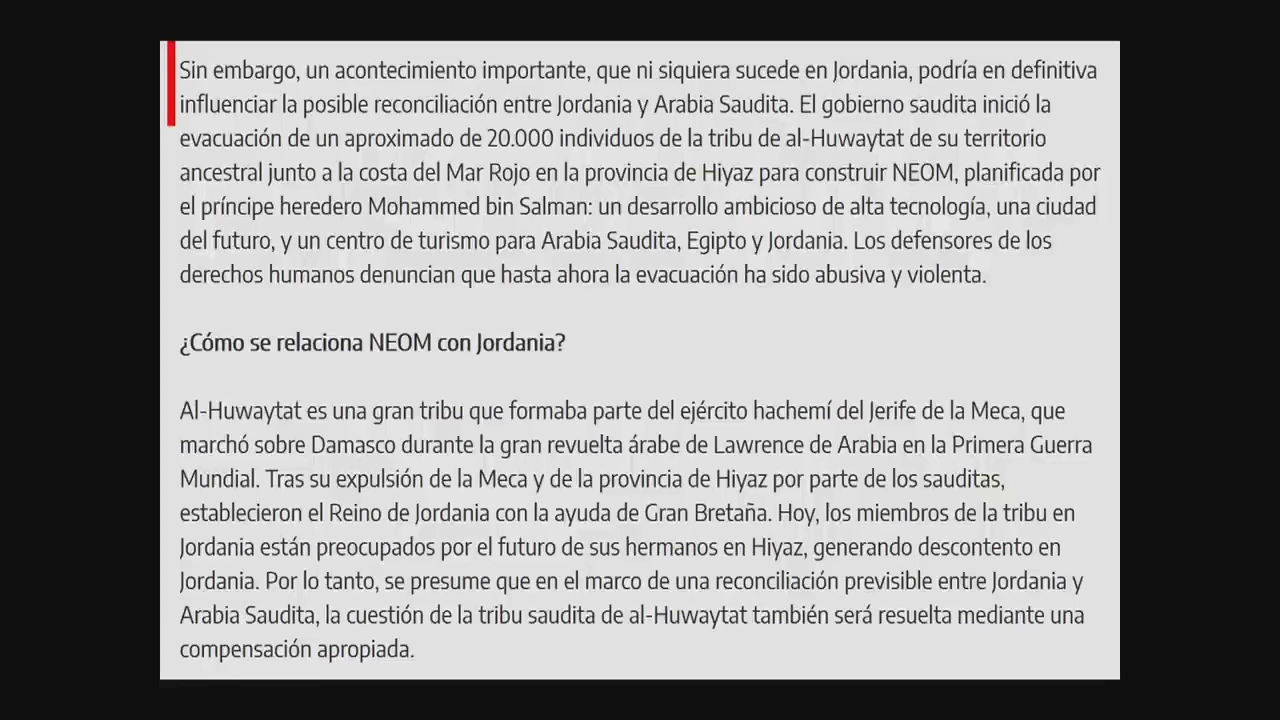 Sin embargo, un acontecimiento importante, que ni siquiera sucede en Jordania, podría en definitiva
influenciar la posible reconciliación entre Jordania y Arabia Saudita. El gobierno saudita inició la
evacuación de un aproximado de 20.000 individuos de la tribu de al-Huwaytat de su territorio
ancestral junto a la costa del Mar Rojo en la provincia de Hiyaz para construir NEOM, planificada por
el príncipe heredero Mohammed bin Salman: un desarrollo ambicioso de alta tecnología, una ciudad
del futuro, y un centro de turismo para Arabia Saudita, Egipto y Jordania. Los defensores de los
derechos humanos denuncian que hasta ahora la evacuación ha sido abusiva y violenta.
¿Cómo se relaciona NEOM con Jordania?
Al-Huwaytat es una gran tribu que formaba parte del ejército hachemí del Jerife de la Meca, que
marchó sobre Damasco durante la gran revuelta árabe de Lawrence de Arabia en la Primera Guerra
Mundial. Tras su expulsión de la Meca y de la provincia de Hiyaz por parte de los sauditas,
establecieron el Reino de Jordania con la ayuda de Gran Bretaña. Hoy, los miembros de la tribu en
Jordania están preocupados por el futuro de sus hermanos en Hiyaz, generando descontento en
Jordania. Por lo tanto, se presume que en el marco de una reconciliación previsible entre Jordania y
Arabia Saudita, la cuestión de la tribu saudita de al-Huwaytat también será resuelta mediante una
compensación apropiada.